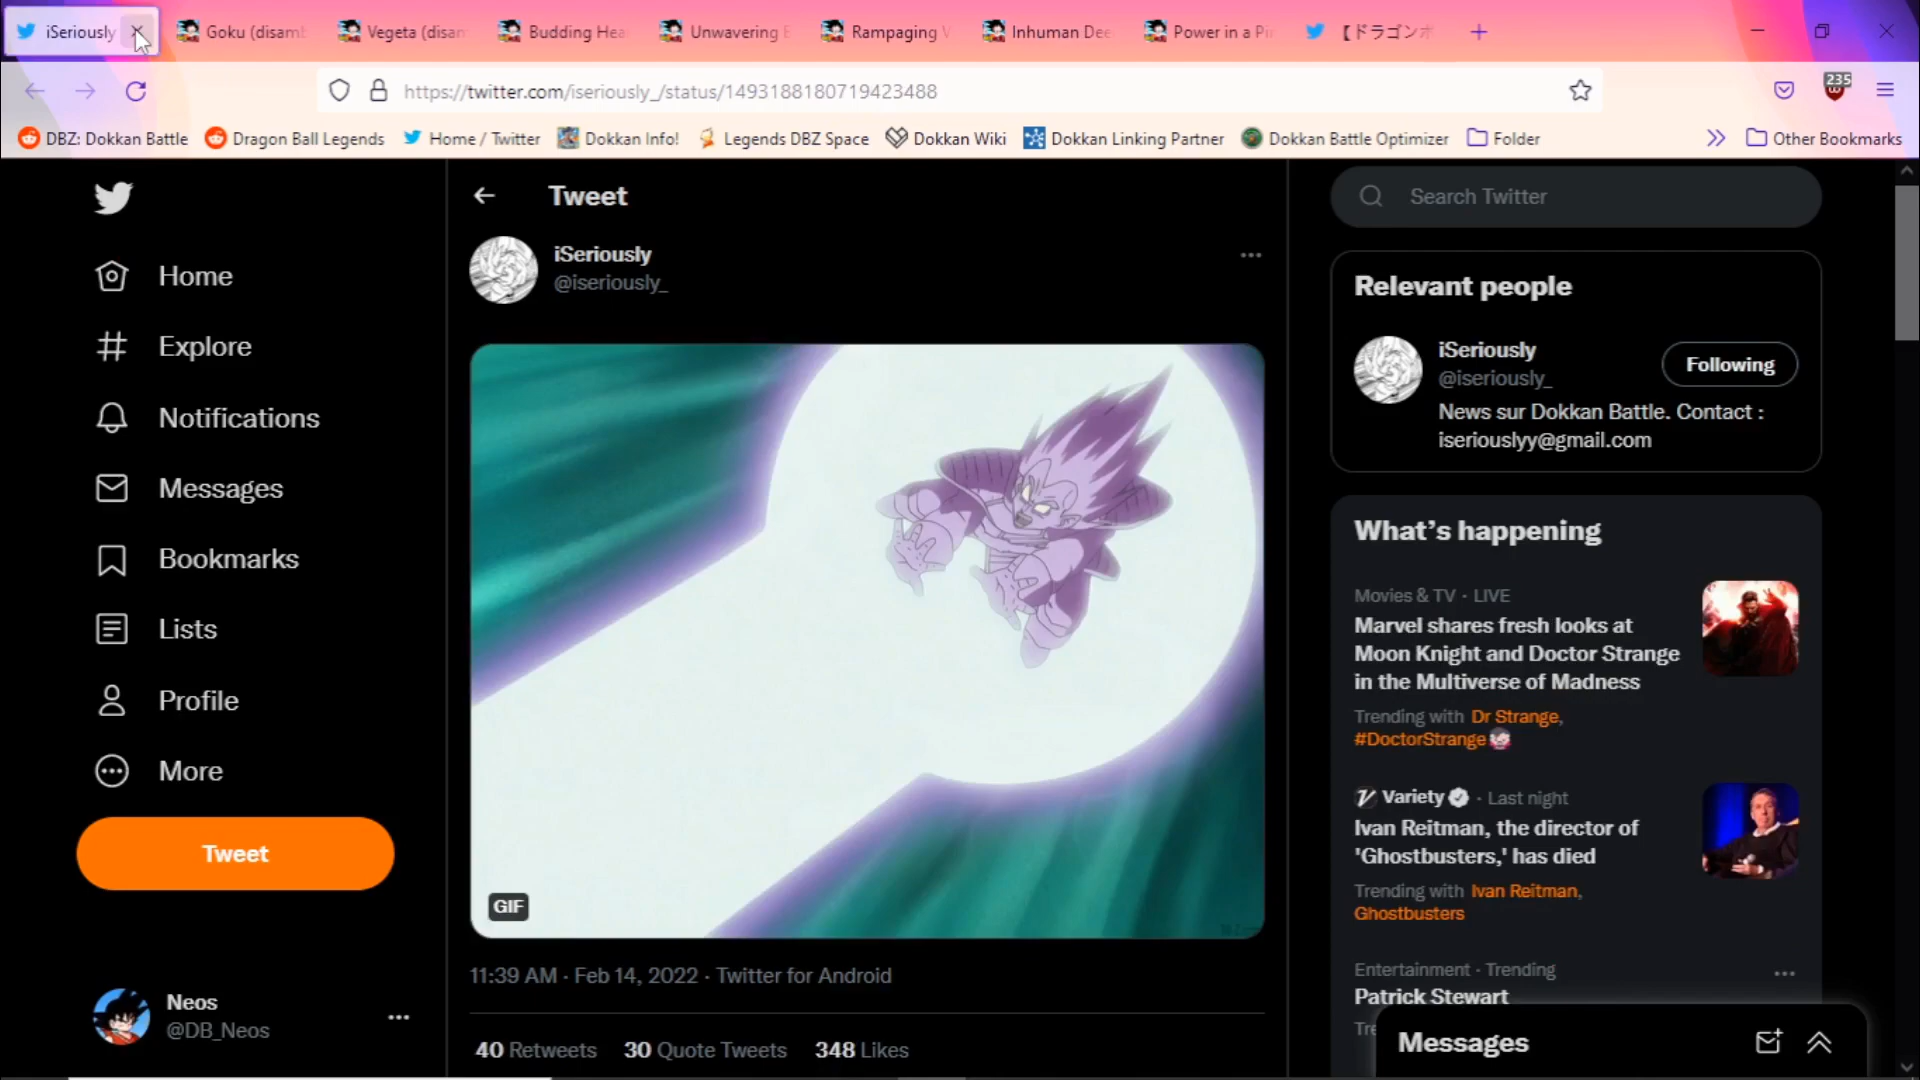 iSeriously
Goku (disam
Vegeta (disam
Budding Hea
Unwavering
Rampaging
Inhuman Dee
Power in a Pi
【ドラゴンボ
https://twitter.com/iseriously_/status/1493188180719423488
235
DBZ: Dokkan Battle
Dragon Ball Legends
Home / Twitter
Dokkan Info!
Legends DBZ Space
Dokkan Wiki
Dokkan Linking Partner
Dokkan Battle Optimizer
Folder
Other Bookmarks
Home
Explore
Notifications
Messages
Bookmarks
Lists
Profile
More
Tweet
Neos
@DB_Neos
Tweet
iSeriously
@iseriously_
GIF
11:39 AM · Feb 14, 2022 · Twitter for Android
40 Retweets 30 Quote Tweets 348 Likes
Search Twitter
Relevant people
iSeriously
@iseriously_
Following
News sur Dokkan Battle. Contact :
iseriouslyy@gmail.com
What's happening
Movies & TV · LIVE
Marvel shares fresh looks at
Moon Knight and Doctor Strange
in the Multiverse of Madness
Trending with Dr Strange,
#DoctorStrange
Variety · Last night
Ivan Reitman, the director of
'Ghostbusters,' has died
Trending with Ivan Reitman,
Ghostbusters
Entertainment · Trending
Patrick Stewart
Messages